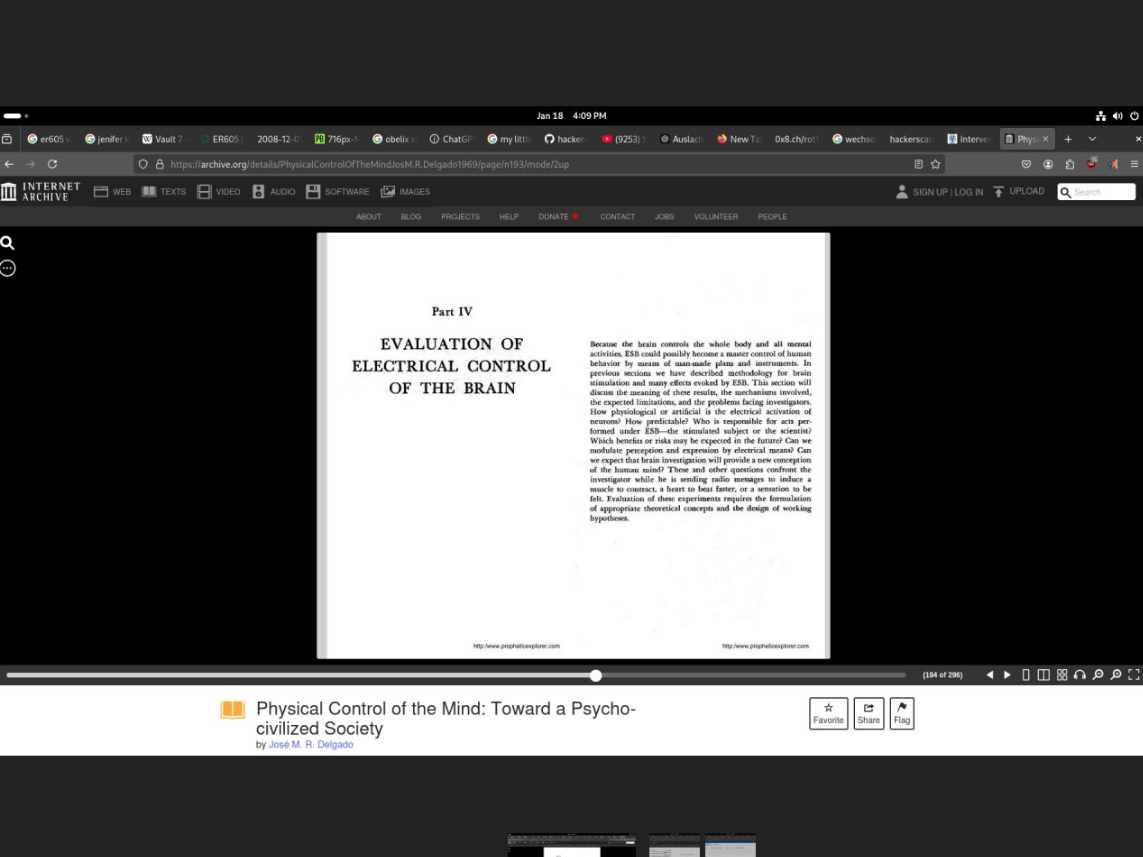 Jan 18 4:09 PM
er605 v
jenifer
Vault 7
ER605
2008-12-0
PB 716px-
obelix s
ChatGP
my littl
hacker-
(9253)
Auslach
New Ta
0x8.ch/rot
wechse
hackerscar
Interve
Physi
https://archive.org/details/PhysicalControlOfTheMindJosM.R.Delgado1969/page/n193/mode/2up
INTERNET
ARCHIVE
WEB TEXTS VIDEO AUDIO SOFTWARE IMAGES
SIGN UP | LOG IN UPLOAD Search
ABOUT BLOG PROJECTS HELP DONATE CONTACT JOBS VOLUNTEER PEOPLE
Part IV
EVALUATION OF
ELECTRICAL CONTROL
OF THE BRAIN
http://www.propheticexplorer.com
Because the brain controls the whole body and all mental
activities, ESB could possibly become a master control of human
behavior by means of man-made plans and instruments. In
previous sections we have described methodology for brain
stimulation and many effects evoked by ESB. This section will
discuss the meaning of these results, the mechanisms involved,
the expected limitations, and the problems facing investigators.
How physiological or artificial is the electrical activation of
neurons? How predictable? Who is responsible for acts per-
formed under ESB—the stimulated subject or the scientist?
Which benefits or risks may be expected in the future? Can we
modulate perception and expression by electrical means? Can
we expect that brain investigation will provide a new conception
of the human mind? These and other questions confront the
investigator while he is sending radio messages to induce a
muscle to contract, a heart to beat faster, or a sensation to be
felt. Evaluation of these experiments requires the formulation
of appropriate theoretical concepts and the design of working
hypotheses.
http://www.propheticexplorer.com
(194 of 296)
Physical Control of the Mind: Toward a Psycho-
civilized Society
by José M. R. Delgado
Favorite Share Flag